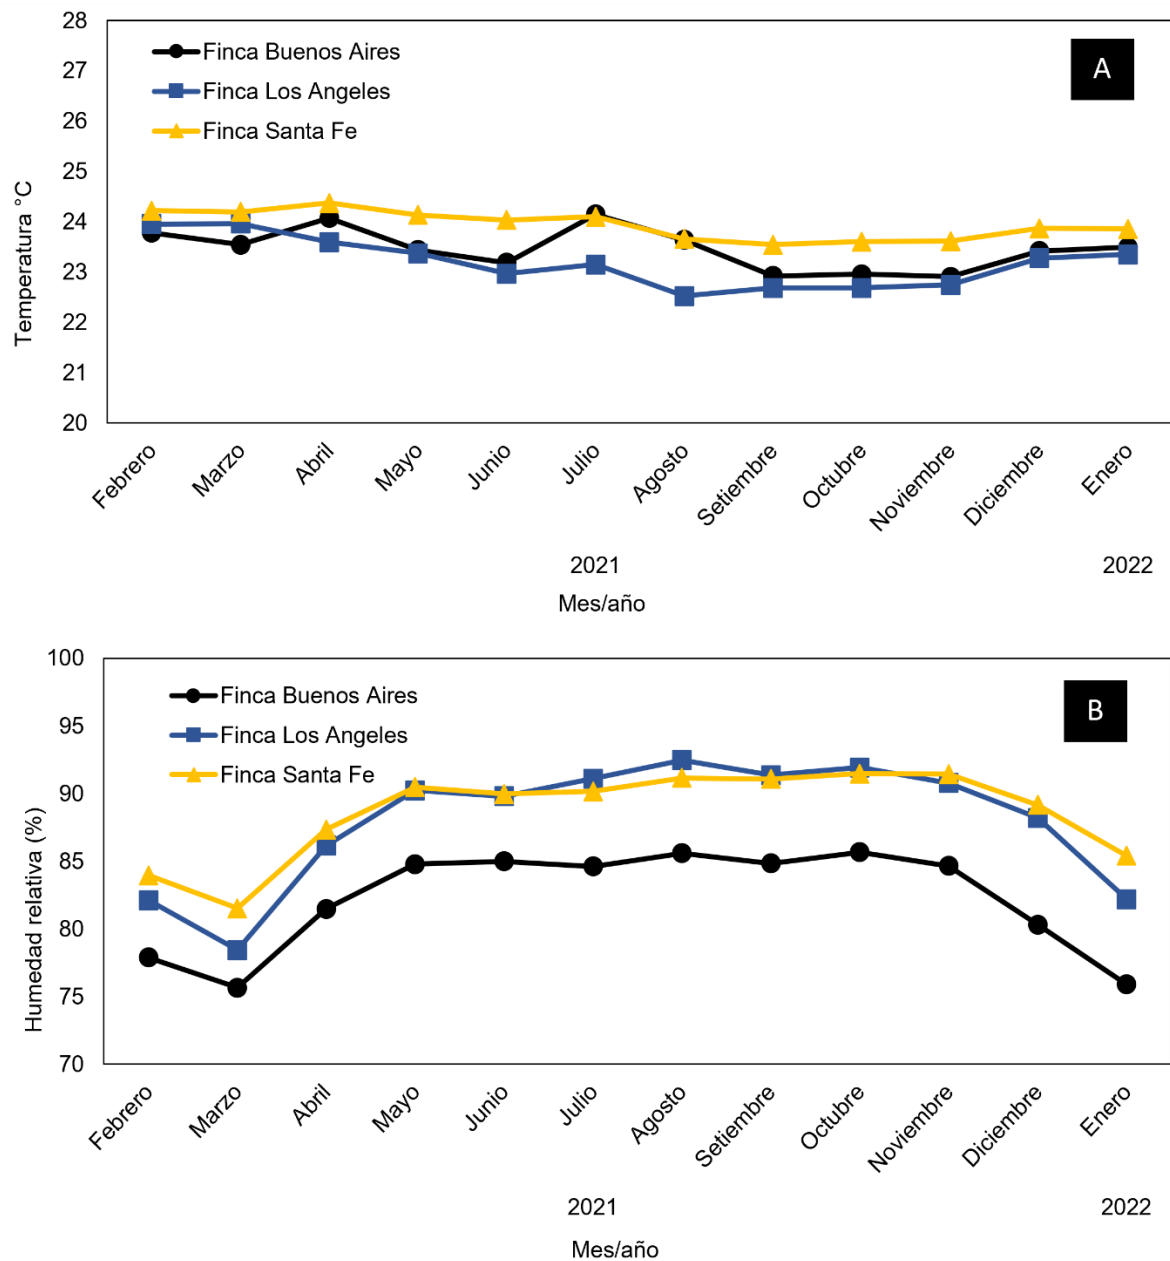 28
27
26
25
24
23
22
21
20
Temperatura °C
Finca Buenos Aires
Finca Los Angeles
Finca Santa Fe
A
Febrero
Marzo
Abril
Mayo
Junio
Julio
Agosto
Setiembre
Octubre
Noviembre
Diciembre
Enero
2021
2022
Mes/año
100
95
90
85
80
75
70
Humedad relativa (%)
Finca Buenos Aires
Finca Los Angeles
Finca Santa Fe
B
Febrero
Marzo
Abril
Mayo
Junio
Julio
Agosto
Setiembre
Octubre
Noviembre
Diciembre
Enero
2021
2022
Mes/año